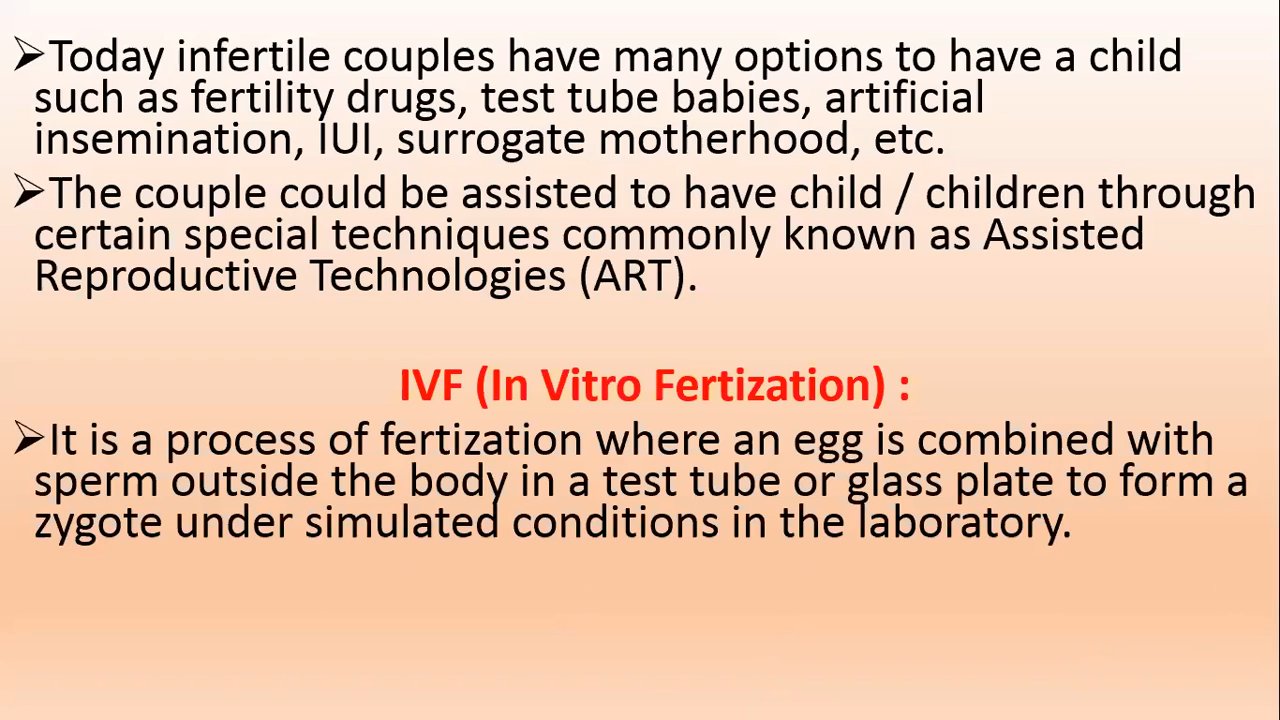 ➢Today infertile couples have many options to have a child
such as fertility drugs, test tube babies, artificial
insemination, IUI, surrogate motherhood, etc.
➢The couple could be assisted to have child / children through
certain special techniques commonly known as Assisted
Reproductive Technologies (ART).
IVF (In Vitro Fertization) :
➢It is a process of fertization where an egg is combined with
sperm outside the body in a test tube or glass plate to form a
zygote under simulated conditions in the laboratory.